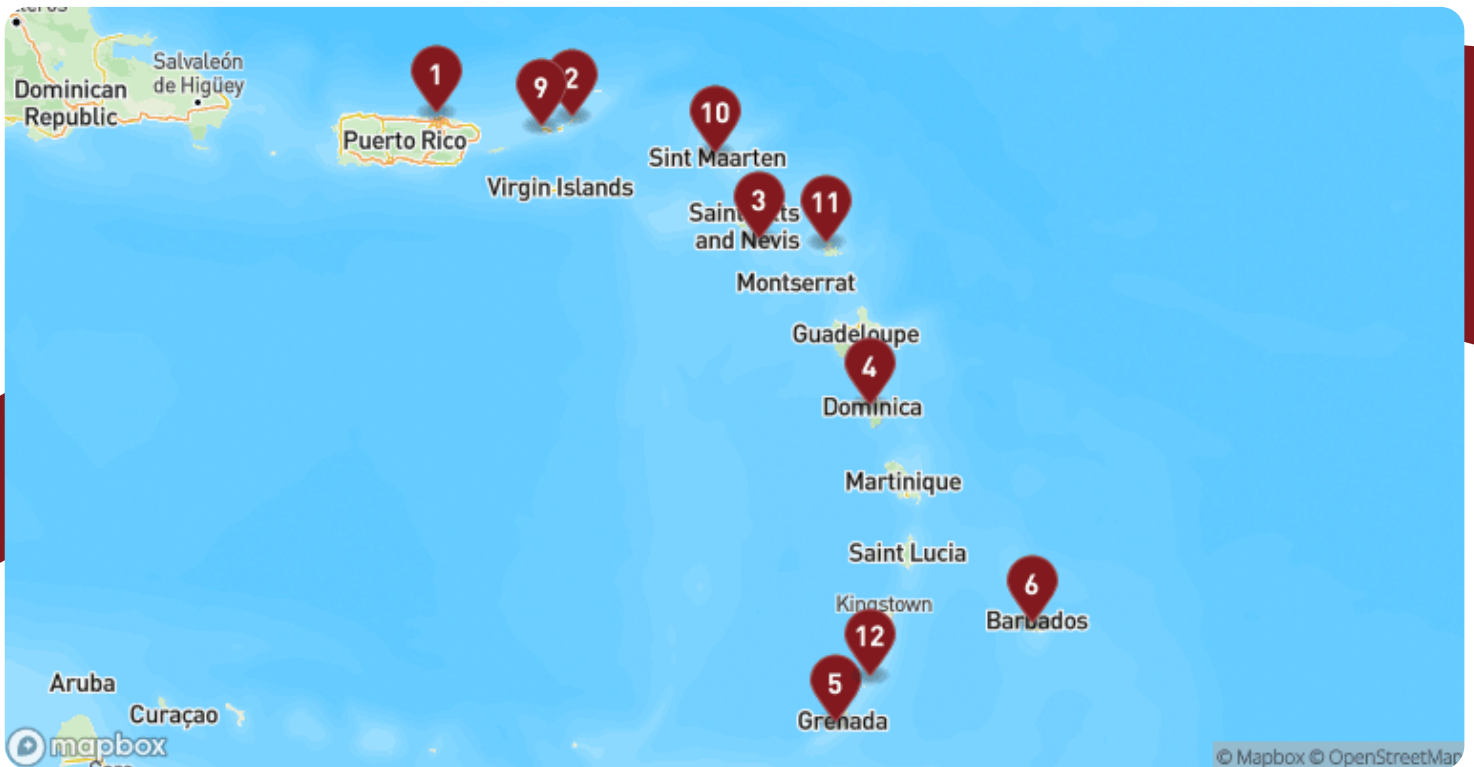 Salvaleón
de Higüey
Dominican
Republic
1
9
2
10
Puerto Rico
Sint Maarten
Virgin Islands
3
11
and Nevis
Montserrat
Guadeloupe
4
Dominica
Martinique
Saint Lucia
6
Kingstown
Barbados
12
5
Grenada
Aruba
Curaçao
mapbox
© Mapbox © OpenStreetMap